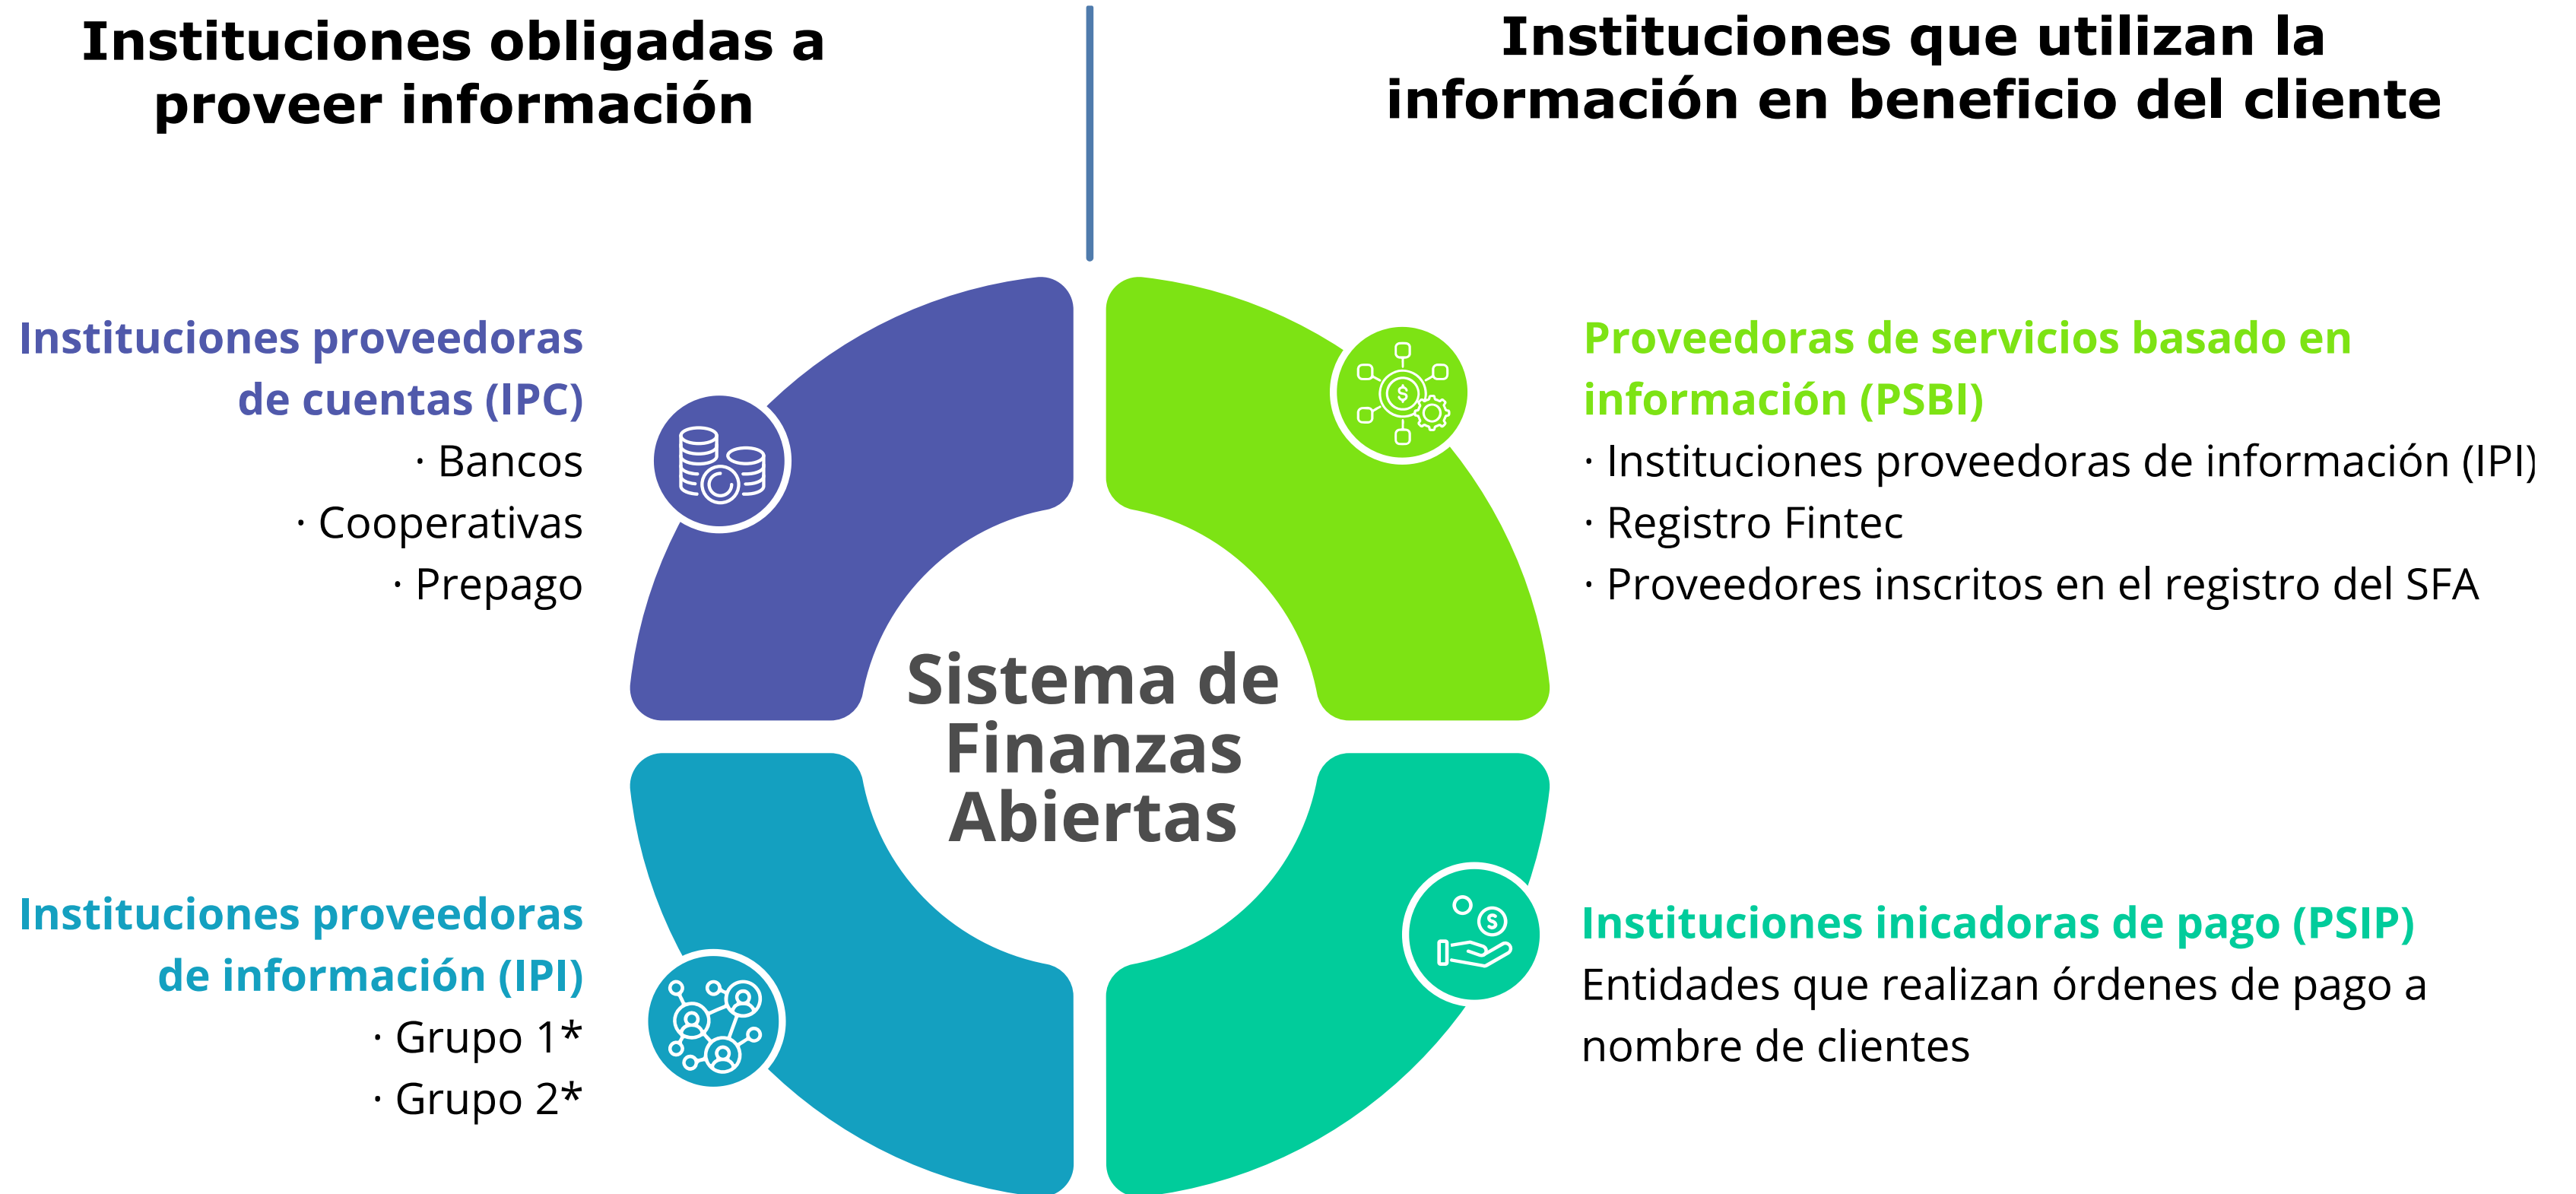 Instituciones obligadas a
proveer información
Instituciones que utilizan la
información en beneficio del cliente
Instituciones proveedoras
de cuentas (IPC)
· Bancos
· Cooperativas
· Prepago
Proveedoras de servicios basado en
información (PSBI)
· Instituciones proveedoras de información (IPI)
· Registro Fintec
· Proveedores inscritos en el registro del SFA
Sistema de
Finanzas
Abiertas
Instituciones proveedoras
de información (IPI)
· Grupo 1*
· Grupo 2*
Instituciones inicadoras de pago (PSIP)
Entidades que realizan órdenes de pago a
nombre de clientes